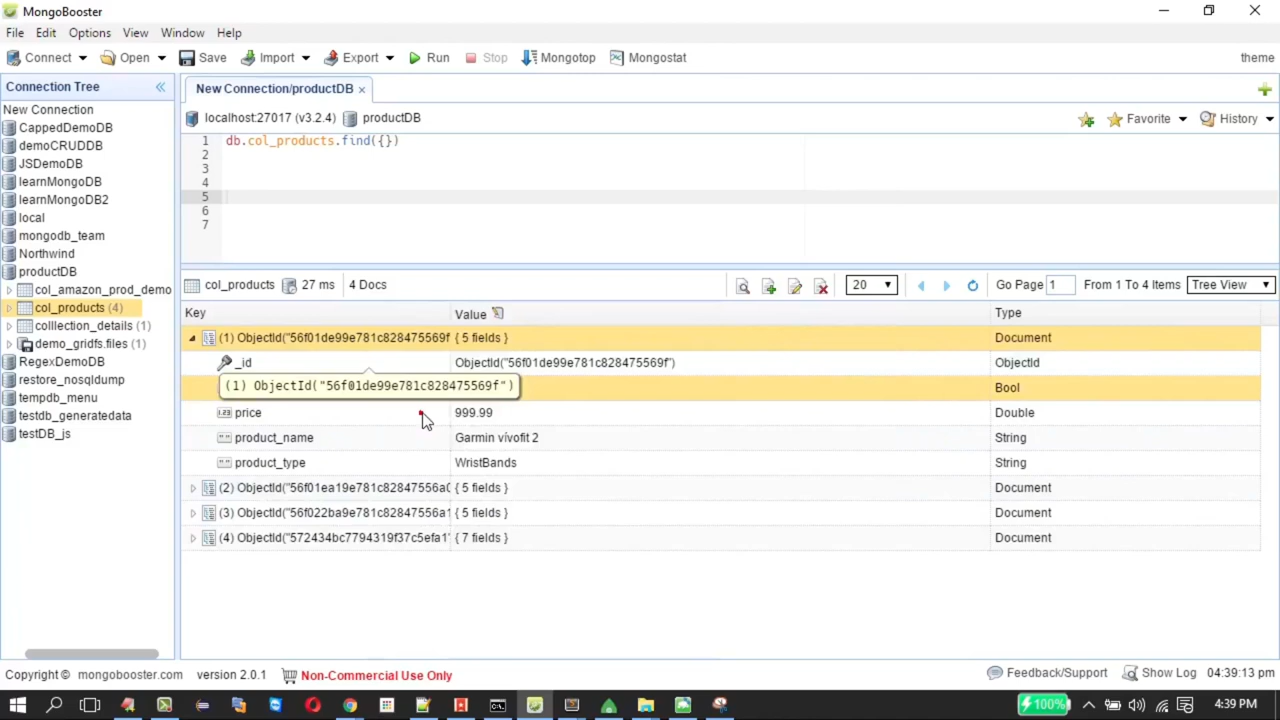 MongoBooster
File Edit Options View Window Help
Connect Open Save Import Export Run Stop Mongotop Mongostat theme
Connection Tree
New Connection
CappedDemoDB
demoCRUDDB
JSDemoDB
learnMongoDB
learnMongoDB2
local
mongodb_team
Northwind
productDB
col_amazon_prod_demo
col_products (4)
colllection_details (1)
demo_gridfs.files (1)
RegexDemoDB
restore_nosqldump
tempdb_menu
testdb_generatedata
testDB_js
New Connection/productDB ×
localhost:27017 (v3.2.4) productDB Favorite History
1 db.col_products.find({})
2
3
4
5
6
7
col_products 27 ms 4 Docs 20 Go Page 1 From 1 To 4 Items Tree View
Key Value Type
(1) ObjectId("56f01de99e781c828475569f { 5 fields } Document
_id ObjectId("56f01de99e781c828475569f") ObjectId
(1) ObjectId("56f01de99e781c828475569f") Bool
1.23 price 999.99 Double
" " product_name Garmin vívofit 2 String
" " product_type WristBands String
(2) ObjectId("56f01ea19e781c82847556a0 { 5 fields } Document
(3) ObjectId("56f022ba9e781c82847556a1 { 5 fields } Document
(4) ObjectId("572434bc7794319f37c5efa1" { 7 fields } Document
Copyright © mongobooster.com version 2.0.1 Non-Commercial Use Only Feedback/Support Show Log 04:39:13 pm
100% 4:39 PM